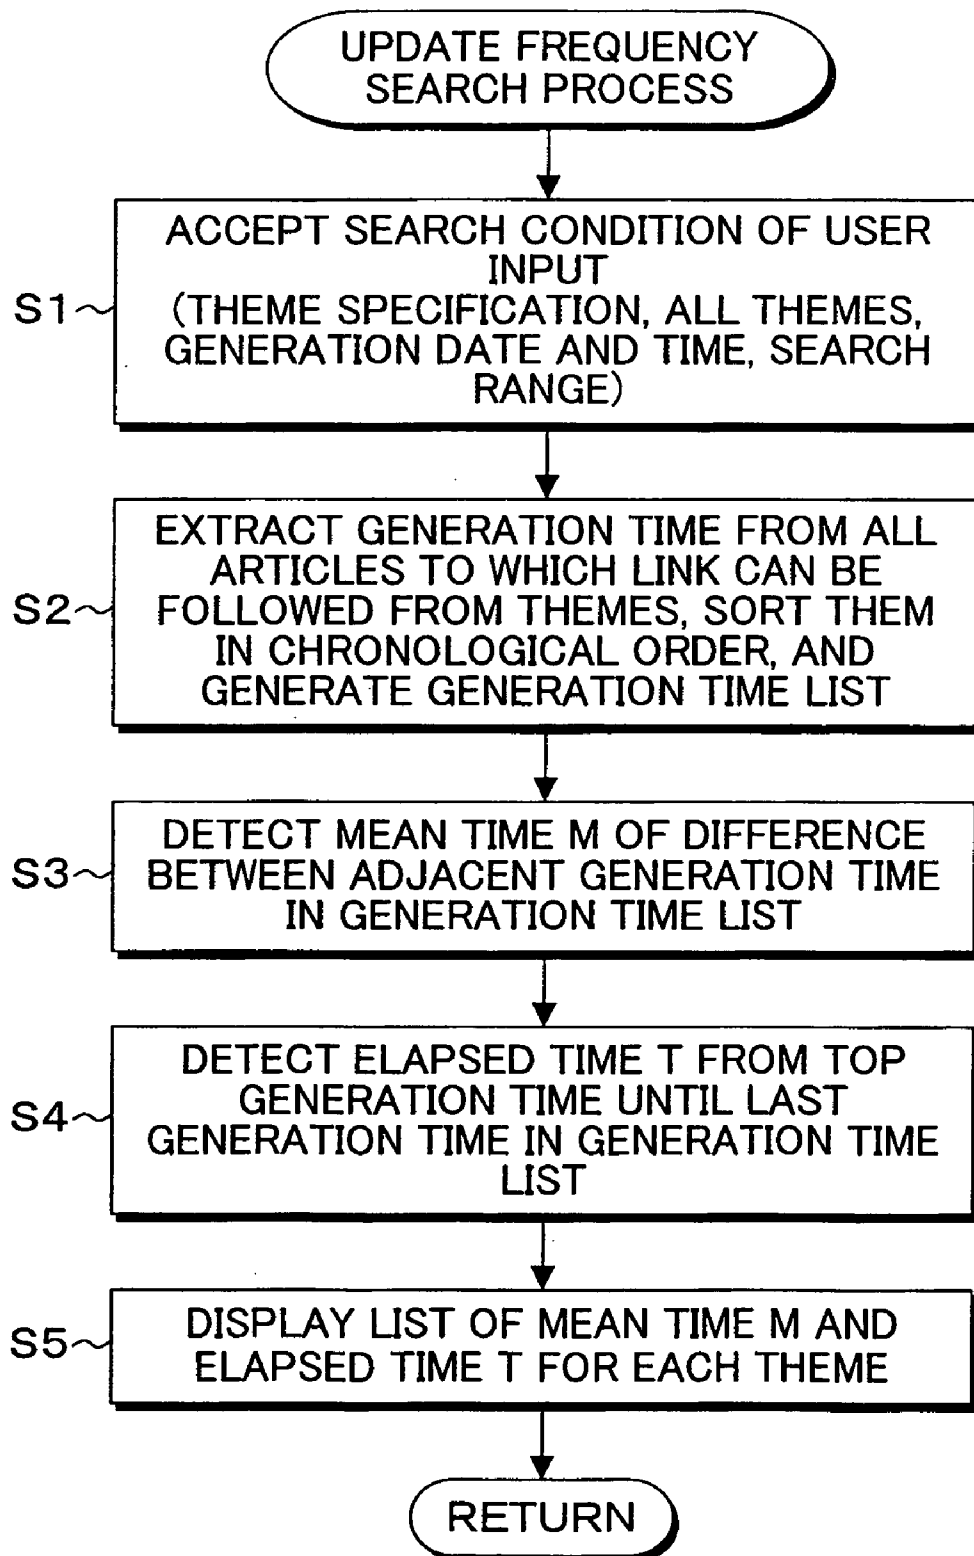 UPDATE FREQUENCY
SEARCH PROCESS
S1
ACCEPT SEARCH CONDITION OF USER
INPUT
(THEME SPECIFICATION, ALL THEMES,
GENERATION DATE AND TIME, SEARCH
RANGE)
S2
EXTRACT GENERATION TIME FROM ALL
ARTICLES TO WHICH LINK CAN BE
FOLLOWED FROM THEMES, SORT THEM
IN CHRONOLOGICAL ORDER, AND
GENERATE GENERATION TIME LIST
S3
DETECT MEAN TIME M OF DIFFERENCE
BETWEEN ADJACENT GENERATION TIME
IN GENERATION TIME LIST
S4
DETECT ELAPSED TIME T FROM TOP
GENERATION TIME UNTIL LAST
GENERATION TIME IN GENERATION TIME
LIST
S5
DISPLAY LIST OF MEAN TIME M AND
ELAPSED TIME T FOR EACH THEME
RETURN